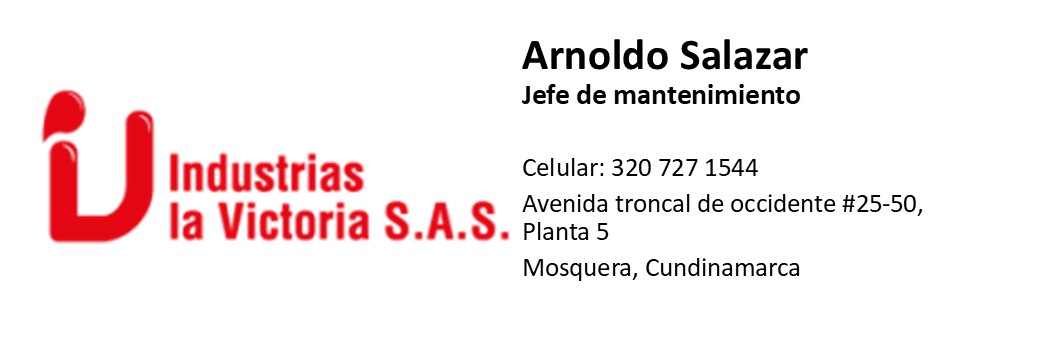 Industrias
la Victoria S.A.S.
Arnoldo Salazar
Jefe de mantenimiento
Celular: 320 727 1544
Avenida troncal de occidente #25-50,
Planta 5
Mosquera, Cundinamarca